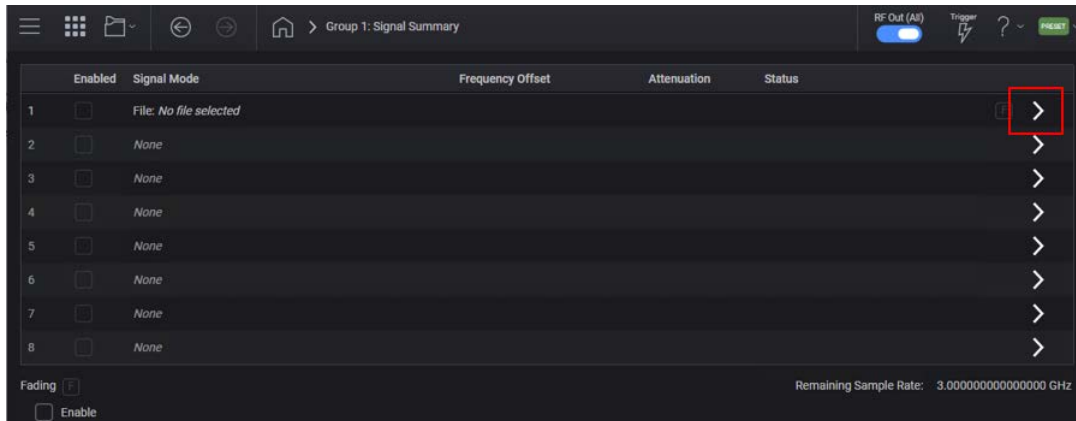 Group 1: Signal Summary RF Out (All) Trigger PRESET
Enabled Signal Mode Frequency Offset Attenuation Status
1 File: No file selected F
2 None
3 None
4 None
5 None
6 None
7 None
8 None
Fading F Remaining Sample Rate: 3.000000000000000 GHz
Enable